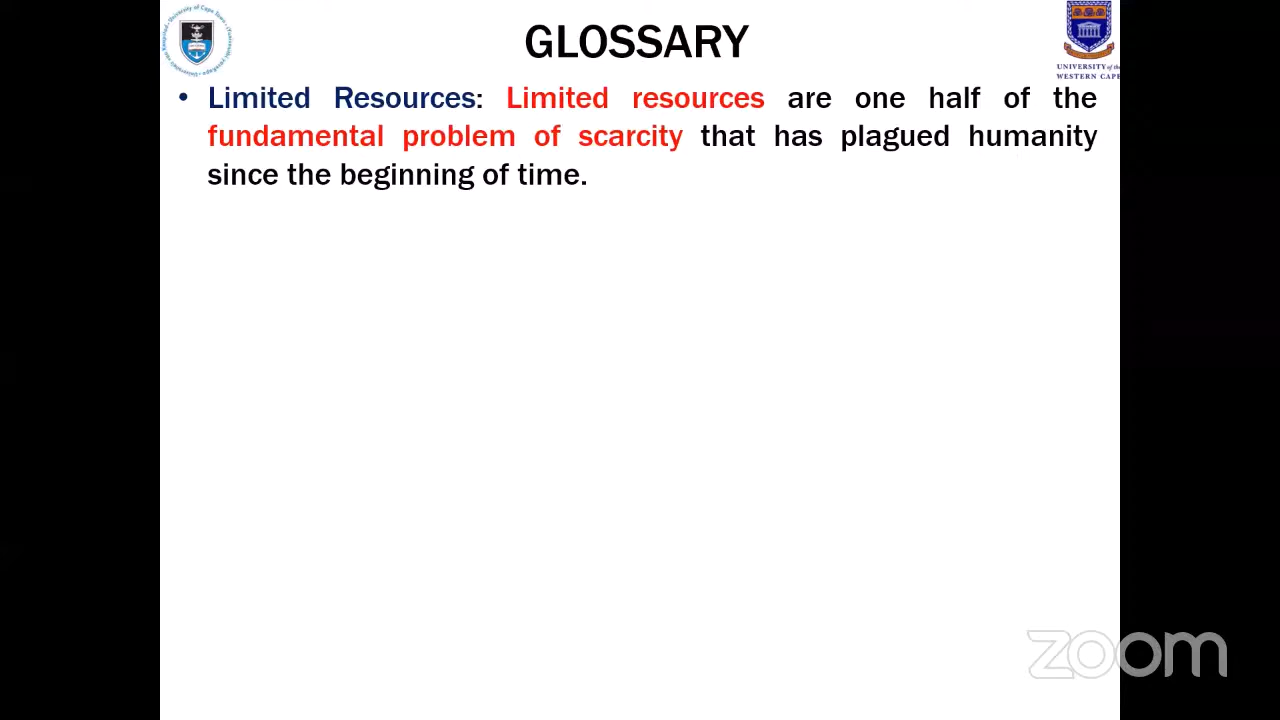 GLOSSARY
UNIVERSITY of the
WESTERN CAPE
• Limited Resources: Limited resources are one half of the
fundamental problem of scarcity that has plagued humanity
since the beginning of time.
zoom